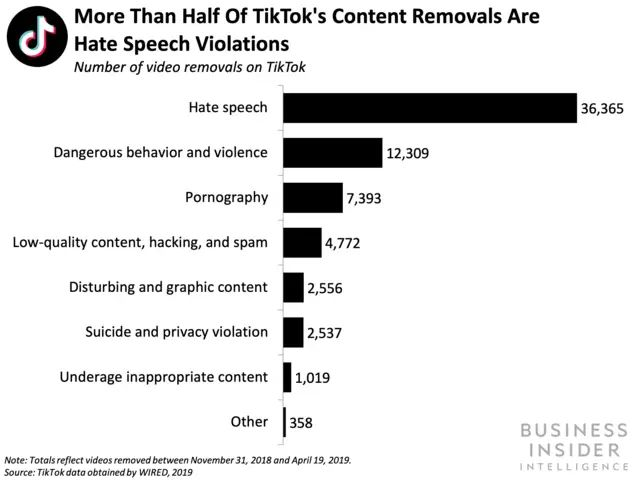 More Than Half Of TikTok's Content Removals Are
Hate Speech Violations
Number of video removals on TikTok
Hate speech 36,365
Dangerous behavior and violence 12,309
Pornography 7,393
Low-quality content, hacking, and spam 4,772
Disturbing and graphic content 2,556
Suicide and privacy violation 2,537
Underage inappropriate content 1,019
Other 358
Note: Totals reflect videos removed between November 31, 2018 and April 19, 2019.
Source: TikTok data obtained by WIRED, 2019
BUSINESS
INSIDER
INTELLIGENCE